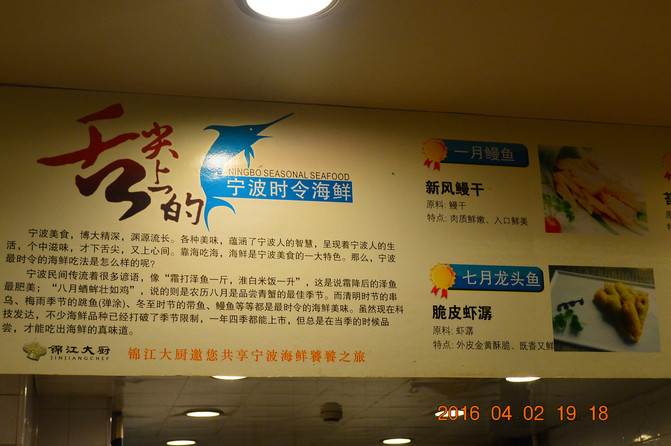 舌尖上的
NINGBO SEASONAL SEAFOOD
宁波时令海鲜
宁波美食，博大精深，渊源流长。各种美味，蕴涵了宁波人的智慧，呈现着宁波人的生
活，个中滋味，才下舌尖，又上心间。靠海吃海，海鲜是宁波美食的一大特色。那么，宁波
最时令的海鲜吃法是怎么样的呢？
宁波民间传流着很多谚语，像“霜打泽鱼一斤，淮白米饭一升”，这是说霜降后的泽鱼
最肥美；“八月蝤蛑壮如鸡”，说的则是农历八月是品尝青蟹的最佳季节。而清明时节的串
乌、梅雨季节的跳鱼(弹涂)、冬至时节的带鱼、鳗鱼等等都是最时令的海鲜美味。虽然现在科
技发达，不少海鲜品种已经打破了季节限制，一年四季都能上市，但总是在当季的时候品
尝，才能吃出海鲜的真味道。
锦江大厨
JINJIANGCHEF
锦江大厨邀您共享宁波海鲜饕餮之旅
一月鳗鱼
新风鳗干
原料: 鳗干
特点: 肉质鲜嫩、入口鲜美
七月龙头鱼
脆皮虾潺
原料: 虾潺
特点: 外皮金黄酥脆、既香又鲜
2016 04 02 19 18